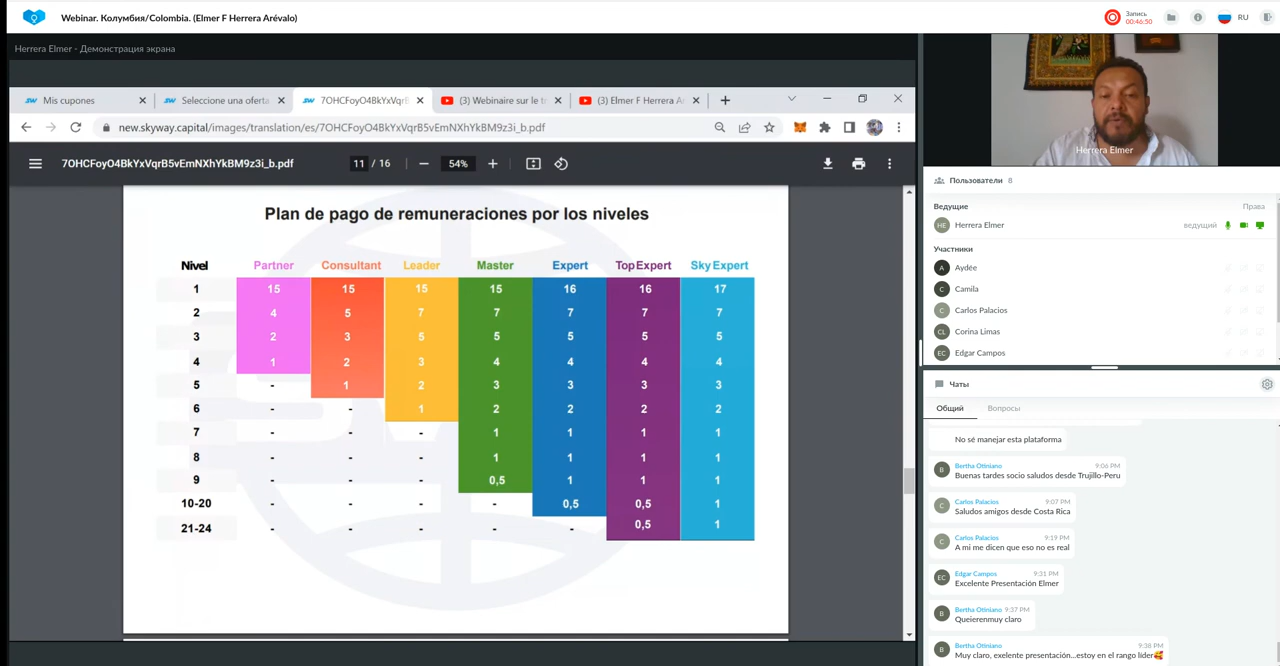 Webinar. Колумбия/Colombia. (Elmer F Herrera Arévalo)
Запись
00:46:50
RU
Herrera Elmer - Демонстрация экрана
Mis cupones
Seleccione una oferta
7OHCFoyO4BkYxVqrB
(3) Webinaire sur le t
(3) Elmer F Herrera A
new.skyway.capital/images/translation/es/7OHCFoyO4BkYxVqrB5vEmNXhYkBM9z3i_b.pdf
7OHCFoyO4BkYxVqrB5vEmNXhYkBM9z3i_b.pdf
11 / 16
54%
Plan de pago de remuneraciones por los niveles
Nivel Partner Consultant Leader Master Expert Top Expert Sky Expert
1 15 15 15 15 16 16 17
2 4 5 7 7 7 7 7
3 2 3 5 5 5 5 5
4 1 2 3 4 4 4 4
5 - 1 2 3 3 3 3
6 - - 1 2 2 2 2
7 - - - 1 1 1 1
8 - - - 1 1 1 1
9 - - - 0,5 1 1 1
10-20 - - - - 0,5 0,5 1
21-24 - - - - - 0,5 1
Herrera Elmer
Пользователи 8
Ведущие Права
HE Herrera Elmer ведущий
Участники
A Aydée
C Camila
C Carlos Palacios
CL Corina Limas
EC Edgar Campos
Чаты
Общий Вопросы
No sé manejar esta plataforma
B Bertha Otiniano 9:06 PM
Buenas tardes socio saludos desde Trujillo-Peru
C Carlos Palacios 9:07 PM
Saludos amigos desde Costa Rica
C Carlos Palacios 9:19 PM
A mi me dicen que eso no es real
EC Edgar Campos 9:31 PM
Excelente Presentación Elmer
B Bertha Otiniano 9:37 PM
Queierenmuy claro
B Bertha Otiniano 9:38 PM
Muy claro, exelente presentación...estoy en el rango líder🥰